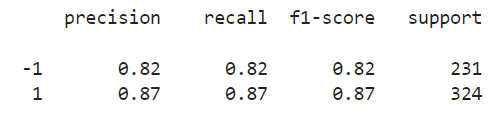 precision recall f1-score support
-1 0.82 0.82 0.82 231
1 0.87 0.87 0.87 324